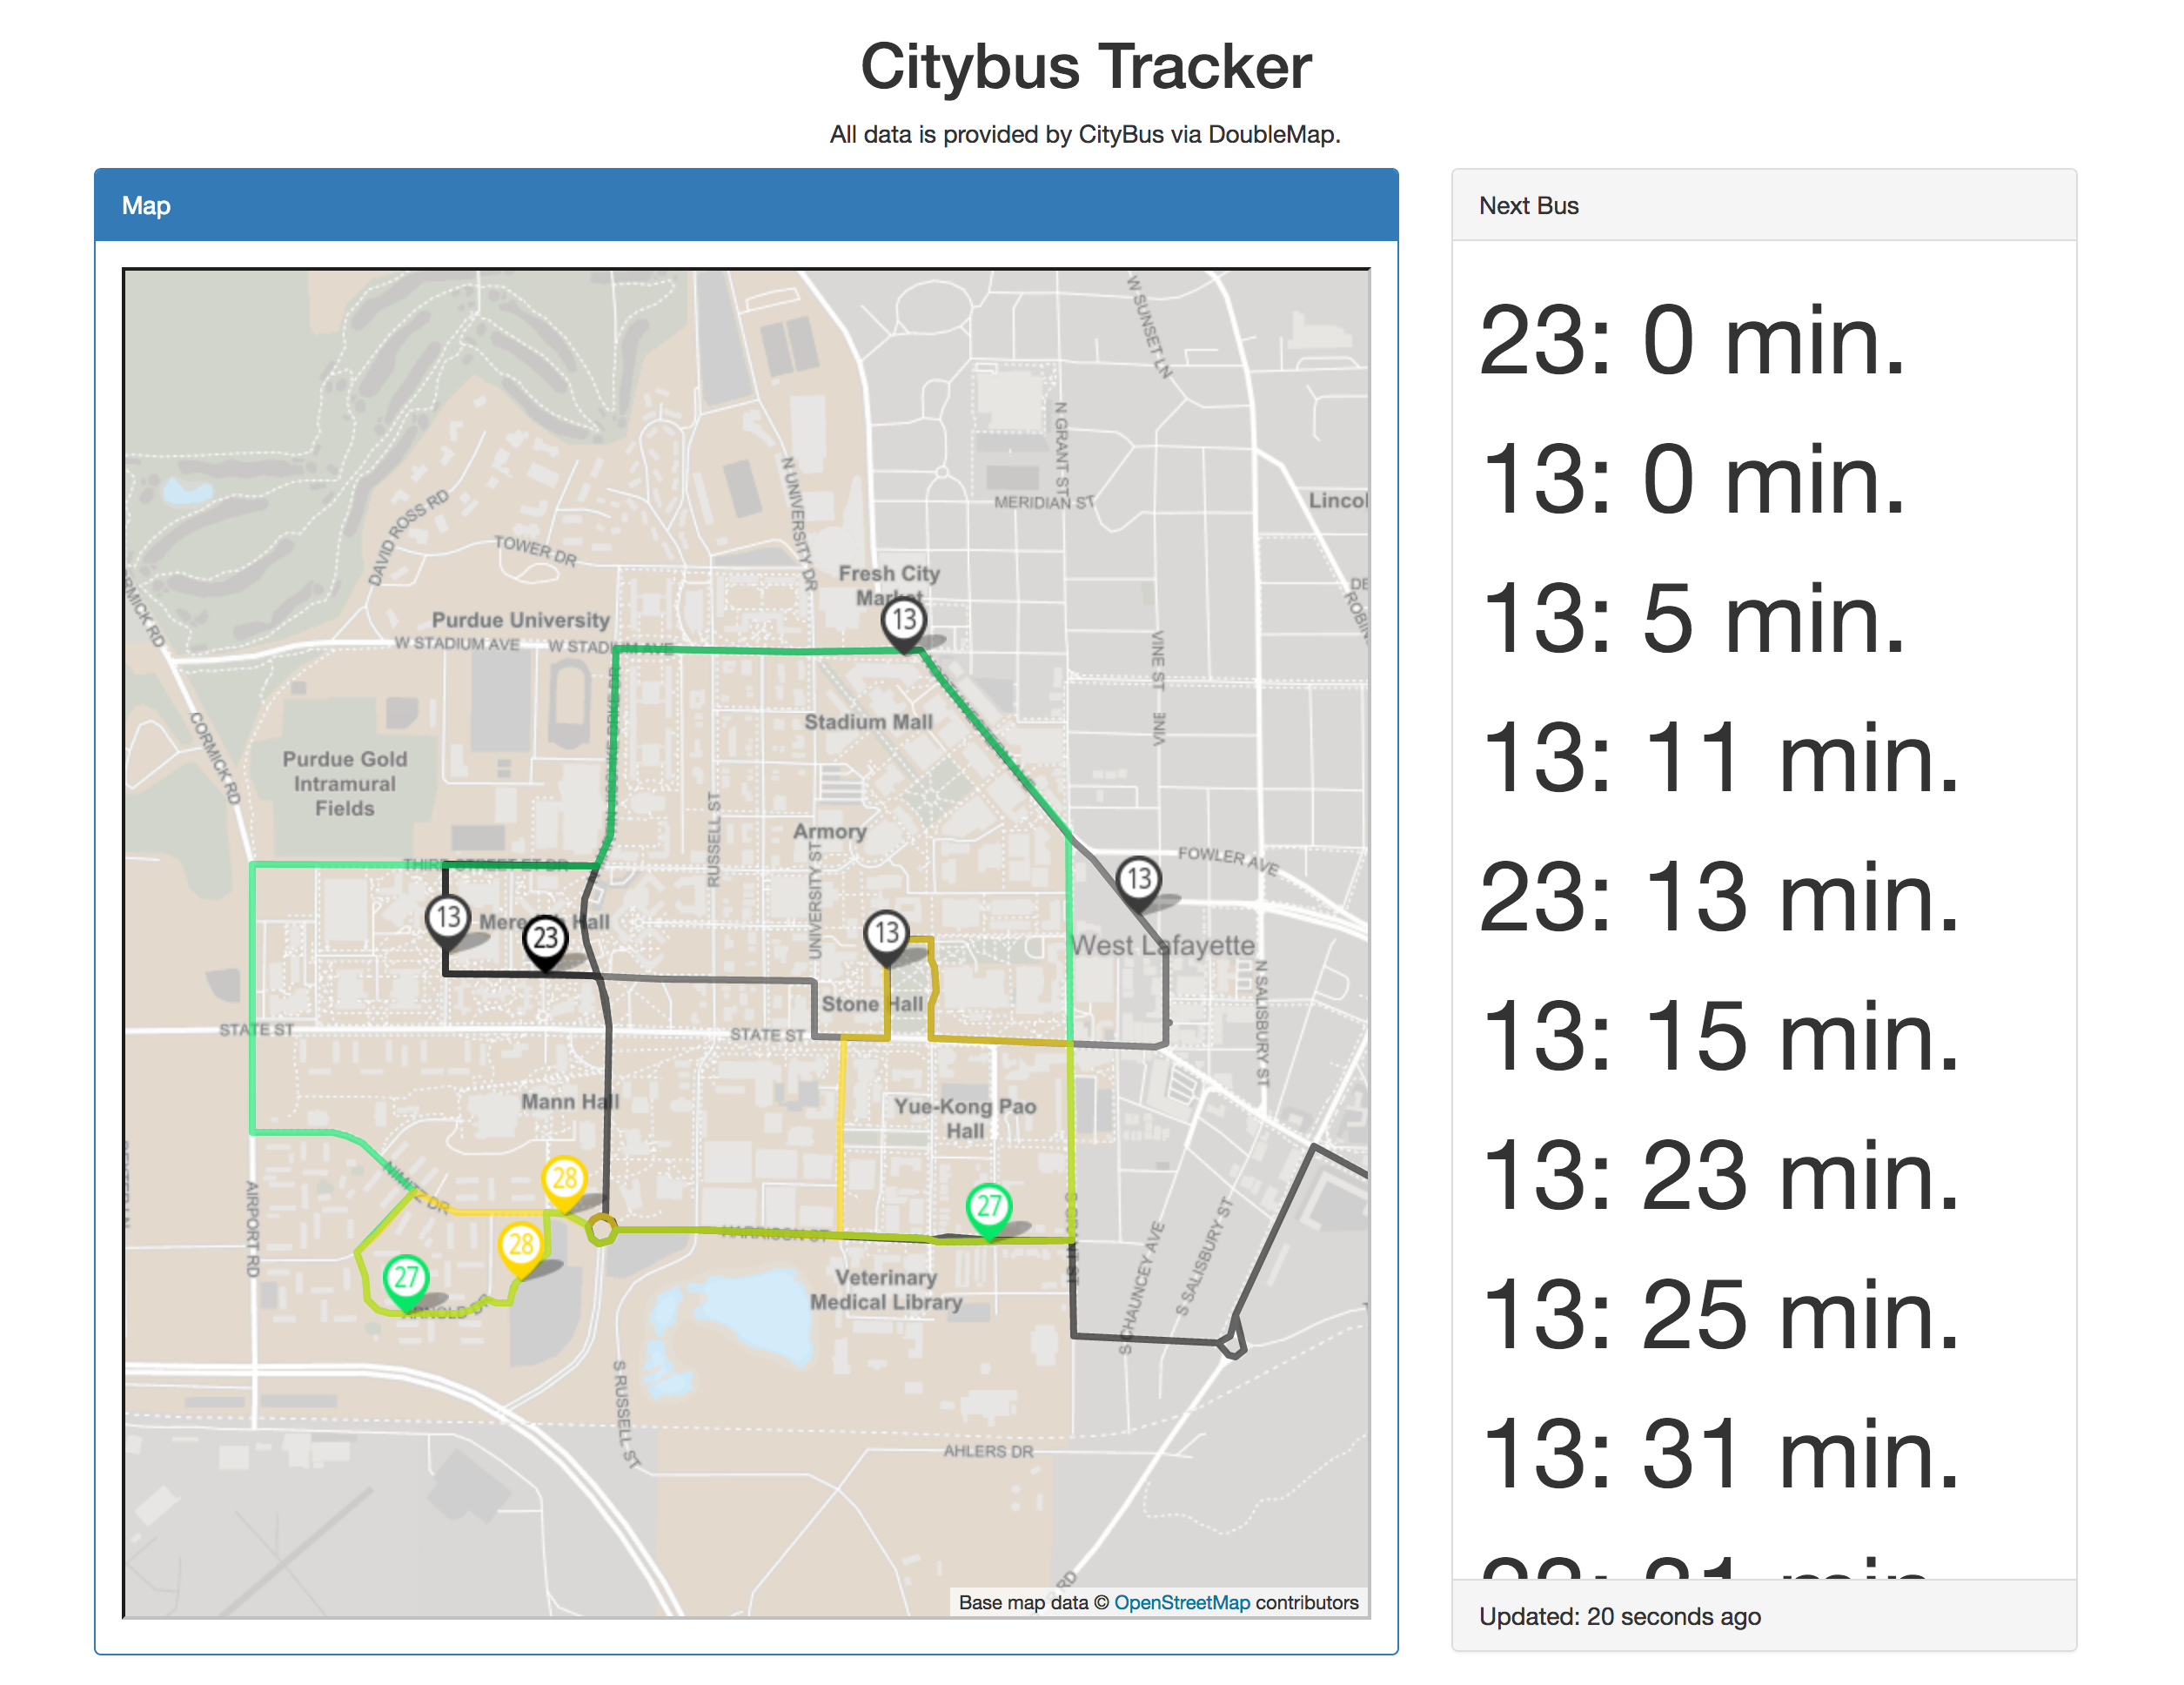 Citybus Tracker
All data is provided by CityBus via DoubleMap.
Map
W SUNSET LN
N GRANT ST
MERIDIAN ST
N UNIVERSITY DR
DAVID ROSS RD
TOWER DR
Fresh City
Market
13
Purdue University
W STADIUM AVE
W STADIUM AVE
VINE ST
VINE
CORMICK RD
Stadium Mall
Purdue Gold
Intramural
Fields
Armory
RUSSELL ST
UNIVERSITY ST
FOWLER AVE
THIRD STREET ET DR
13
13
Meredith Hall
23
13
West Lafayette
Stone Hall
N SALISBURY ST
STATE ST
STATE ST
Mann Hall
Yue-Kong Pao
Hall
NIMITZ DR
28
28
27
27
AIRPORT RD
HARRISON ST
ARNOLD DR
Veterinary
Medical Library
S CHAUNCEY AVE
S SALISBURY ST
S RUSSELL ST
AHLERS DR
RD
Base map data © OpenStreetMap contributors
Next Bus
23: 0 min.
13: 0 min.
13: 5 min.
13: 11 min.
23: 13 min.
13: 15 min.
13: 23 min.
13: 25 min.
13: 31 min.
Updated: 20 seconds ago